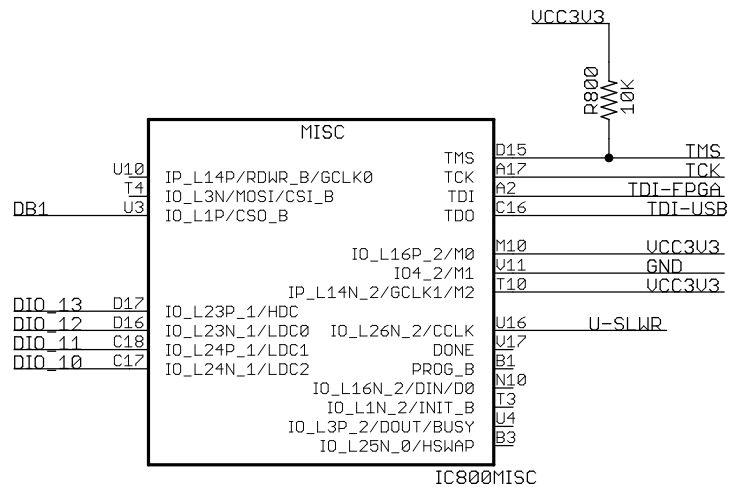 VCC3V3
R800
10K
MISC
TMS D15 TMS
U10 IP_L14P/RDWR_B/GCLK0 TCK A17 TCK
T4 IO_L3N/MOSI/CSI_B TDI A2 TDI-FPGA
DB1 U3 IO_L1P/CSO_B TDO C16 TDI-USB
IO_L16P_2/M0 M10 VCC3V3
IO4_2/M1 V11 GND
IP_L14N_2/GCLK1/M2 T10 VCC3V3
DIO_13 D17 IO_L23P_1/HDC
DIO_12 D16 IO_L23N_1/LDC0 IO_L26N_2/CCLK U16 U-SLWR
DIO_11 C18 IO_L24P_1/LDC1 DONE V17
DIO_10 C17 IO_L24N_1/LDC2 PROG_B B1
IO_L16N_2/DIN/D0 N10
IO_L1N_2/INIT_B T3
IO_L3P_2/DOUT/BUSY U4
IO_L25N_0/HSWAP B3
IC800MISC